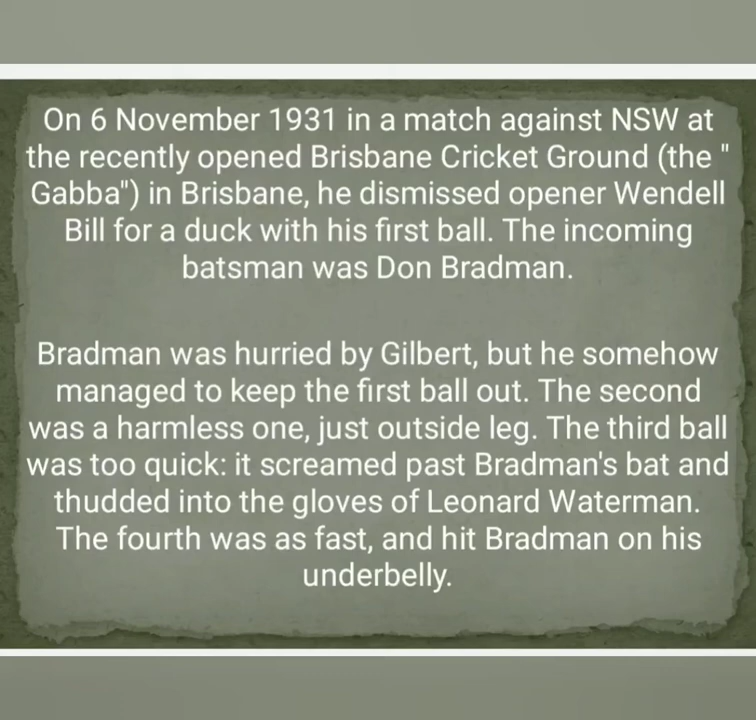 On 6 November 1931 in a match against NSW at
the recently opened Brisbane Cricket Ground (the "
Gabba") in Brisbane, he dismissed opener Wendell
Bill for a duck with his first ball. The incoming
batsman was Don Bradman.
Bradman was hurried by Gilbert, but he somehow
managed to keep the first ball out. The second
was a harmless one, just outside leg. The third ball
was too quick: it screamed past Bradman's bat and
thudded into the gloves of Leonard Waterman.
The fourth was as fast, and hit Bradman on his
underbelly.